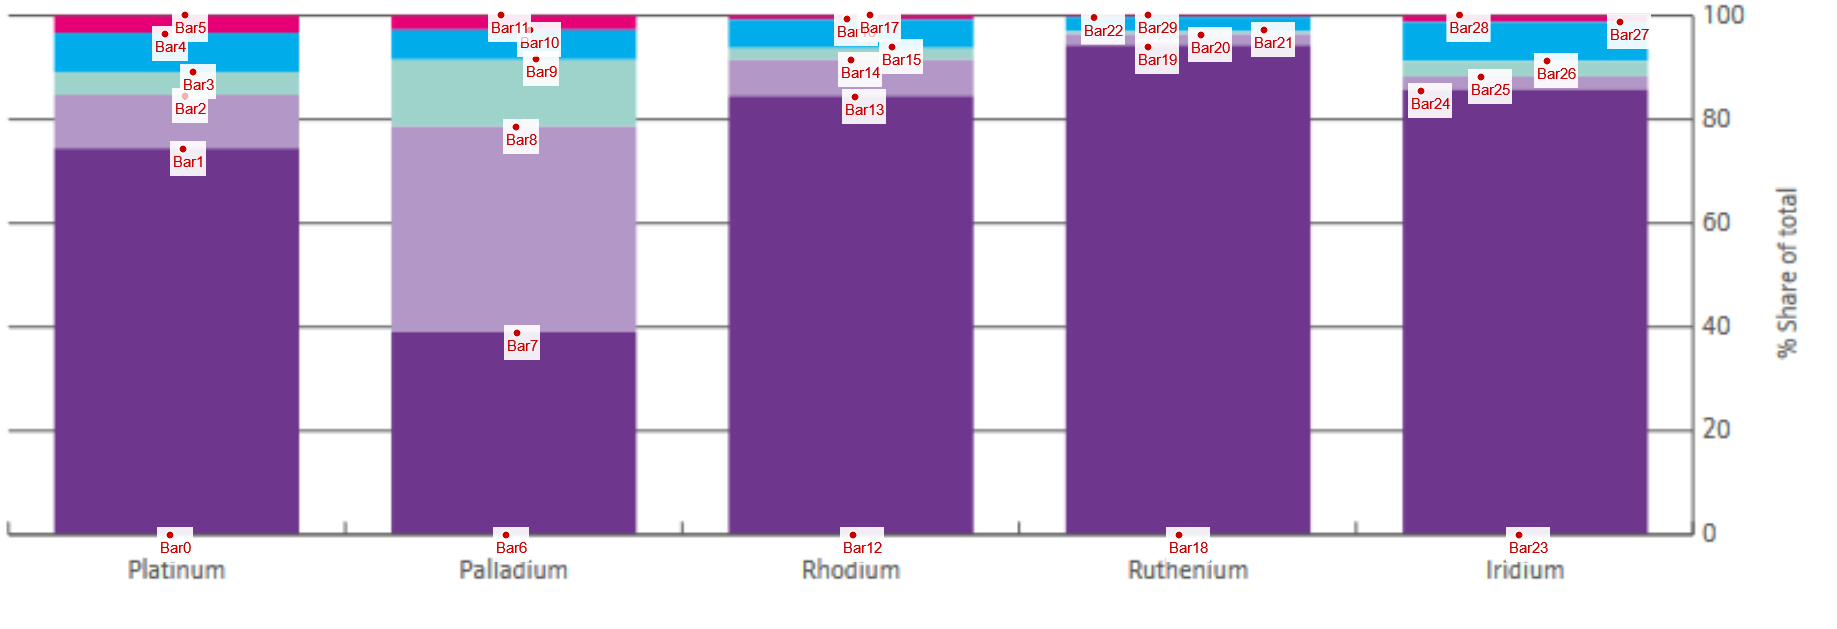 Bar5
Bar4
Bar3
Bar2
Bar1
Bar0
Bar11
Bar10
Bar9
Bar8
Bar7
Bar6
Bar17
Bar15
Bar14
Bar13
Bar12
Bar22
Bar29
Bar21
Bar20
Bar19
Bar18
Bar28
Bar27
Bar26
Bar25
Bar24
Bar23
100
80
60
40
20
0
% Share of total
Platinum Palladium Rhodium Ruthenium Iridium